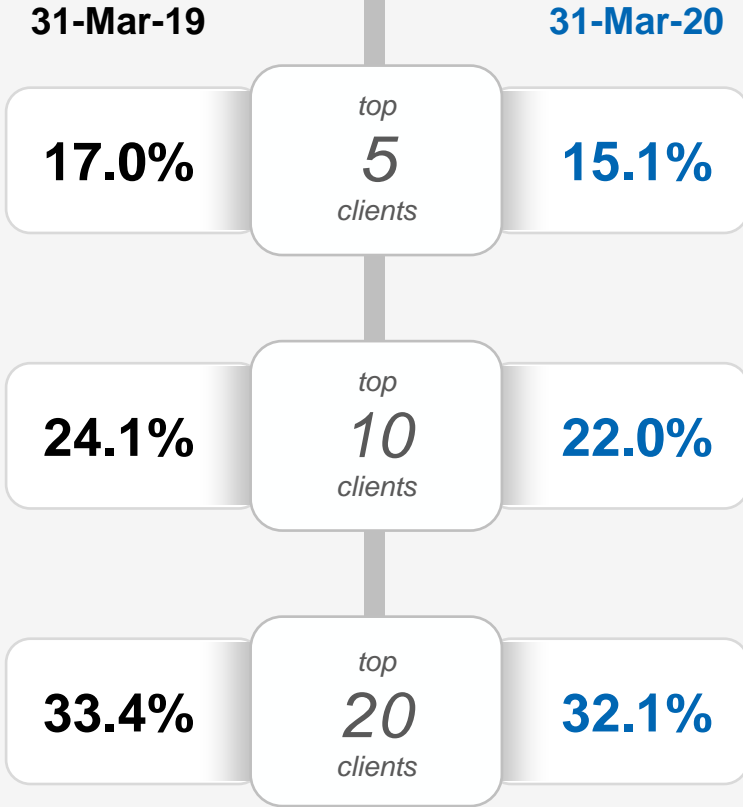 31-Mar-19
31-Mar-20
17.0%
top
5
clients
15.1%
24.1%
top
10
clients
22.0%
33.4%
top
20
clients
32.1%